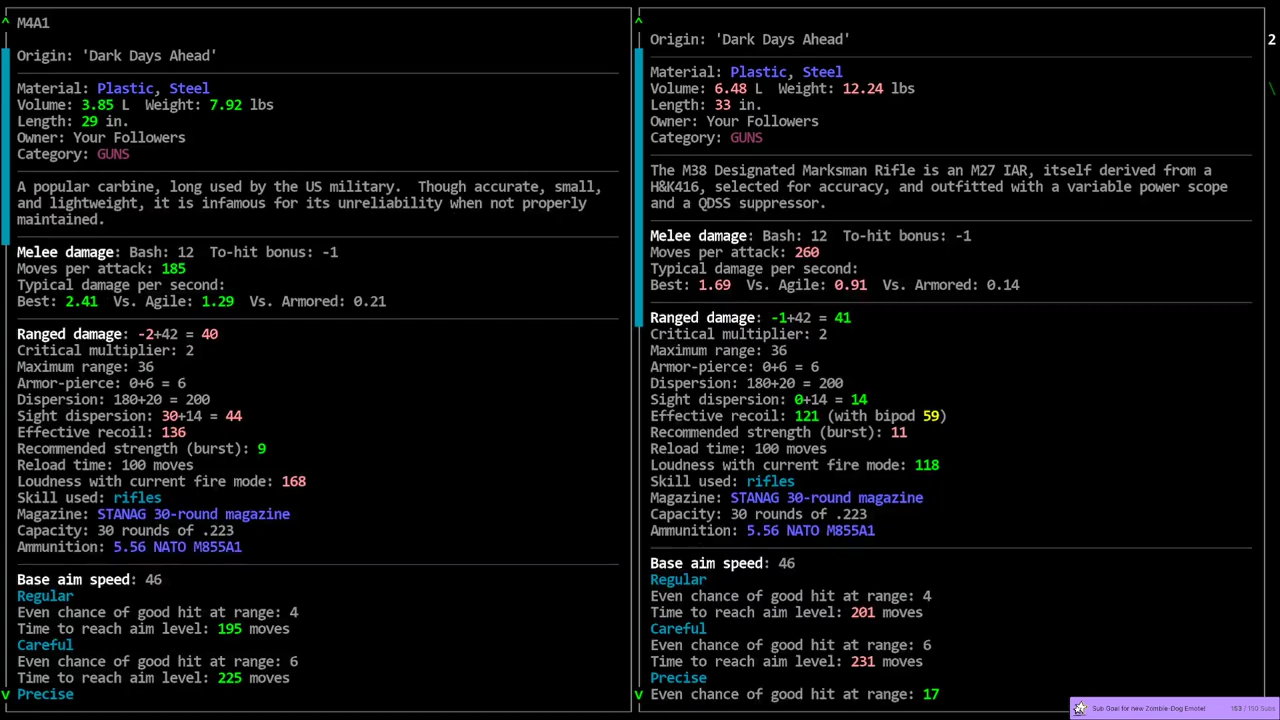 M4A1
Origin: 'Dark Days Ahead'
Material: Plastic, Steel
Volume: 3.85 L  Weight: 7.92 lbs
Length: 29 in.
Owner: Your Followers
Category: GUNS
A popular carbine, long used by the US military.  Though accurate, small,
and lightweight, it is infamous for its unreliability when not properly
maintained.
Melee damage: Bash: 12  To-hit bonus: -1
Moves per attack: 185
Typical damage per second:
Best: 2.41  Vs. Agile: 1.29  Vs. Armored: 0.21
Ranged damage: -2+42 = 40
Critical multiplier: 2
Maximum range: 36
Armor-pierce: 0+6 = 6
Dispersion: 180+20 = 200
Sight dispersion: 30+14 = 44
Effective recoil: 136
Recommended strength (burst): 9
Reload time: 100 moves
Loudness with current fire mode: 168
Skill used: rifles
Magazine: STANAG 30-round magazine
Capacity: 30 rounds of .223
Ammunition: 5.56 NATO M855A1
Base aim speed: 46
Regular
Even chance of good hit at range: 4
Time to reach aim level: 195 moves
Careful
Even chance of good hit at range: 6
Time to reach aim level: 225 moves
Precise
Origin: 'Dark Days Ahead'
Material: Plastic, Steel
Volume: 6.48 L  Weight: 12.24 lbs
Length: 33 in.
Owner: Your Followers
Category: GUNS
The M38 Designated Marksman Rifle is an M27 IAR, itself derived from a
H&K416, selected for accuracy, and outfitted with a variable power scope
and a QDSS suppressor.
Melee damage: Bash: 12  To-hit bonus: -1
Moves per attack: 260
Typical damage per second:
Best: 1.69  Vs. Agile: 0.91  Vs. Armored: 0.14
Ranged damage: -1+42 = 41
Critical multiplier: 2
Maximum range: 36
Armor-pierce: 0+6 = 6
Dispersion: 180+20 = 200
Sight dispersion: 0+14 = 14
Effective recoil: 121 (with bipod 59)
Recommended strength (burst): 11
Reload time: 100 moves
Loudness with current fire mode: 118
Skill used: rifles
Magazine: STANAG 30-round magazine
Capacity: 30 rounds of .223
Ammunition: 5.56 NATO M855A1
Base aim speed: 46
Regular
Even chance of good hit at range: 4
Time to reach aim level: 201 moves
Careful
Even chance of good hit at range: 6
Time to reach aim level: 231 moves
Precise
Even chance of good hit at range: 17
2
\
Sub Goal for new Zombie-Dog Emote!  153 / 150 Subs